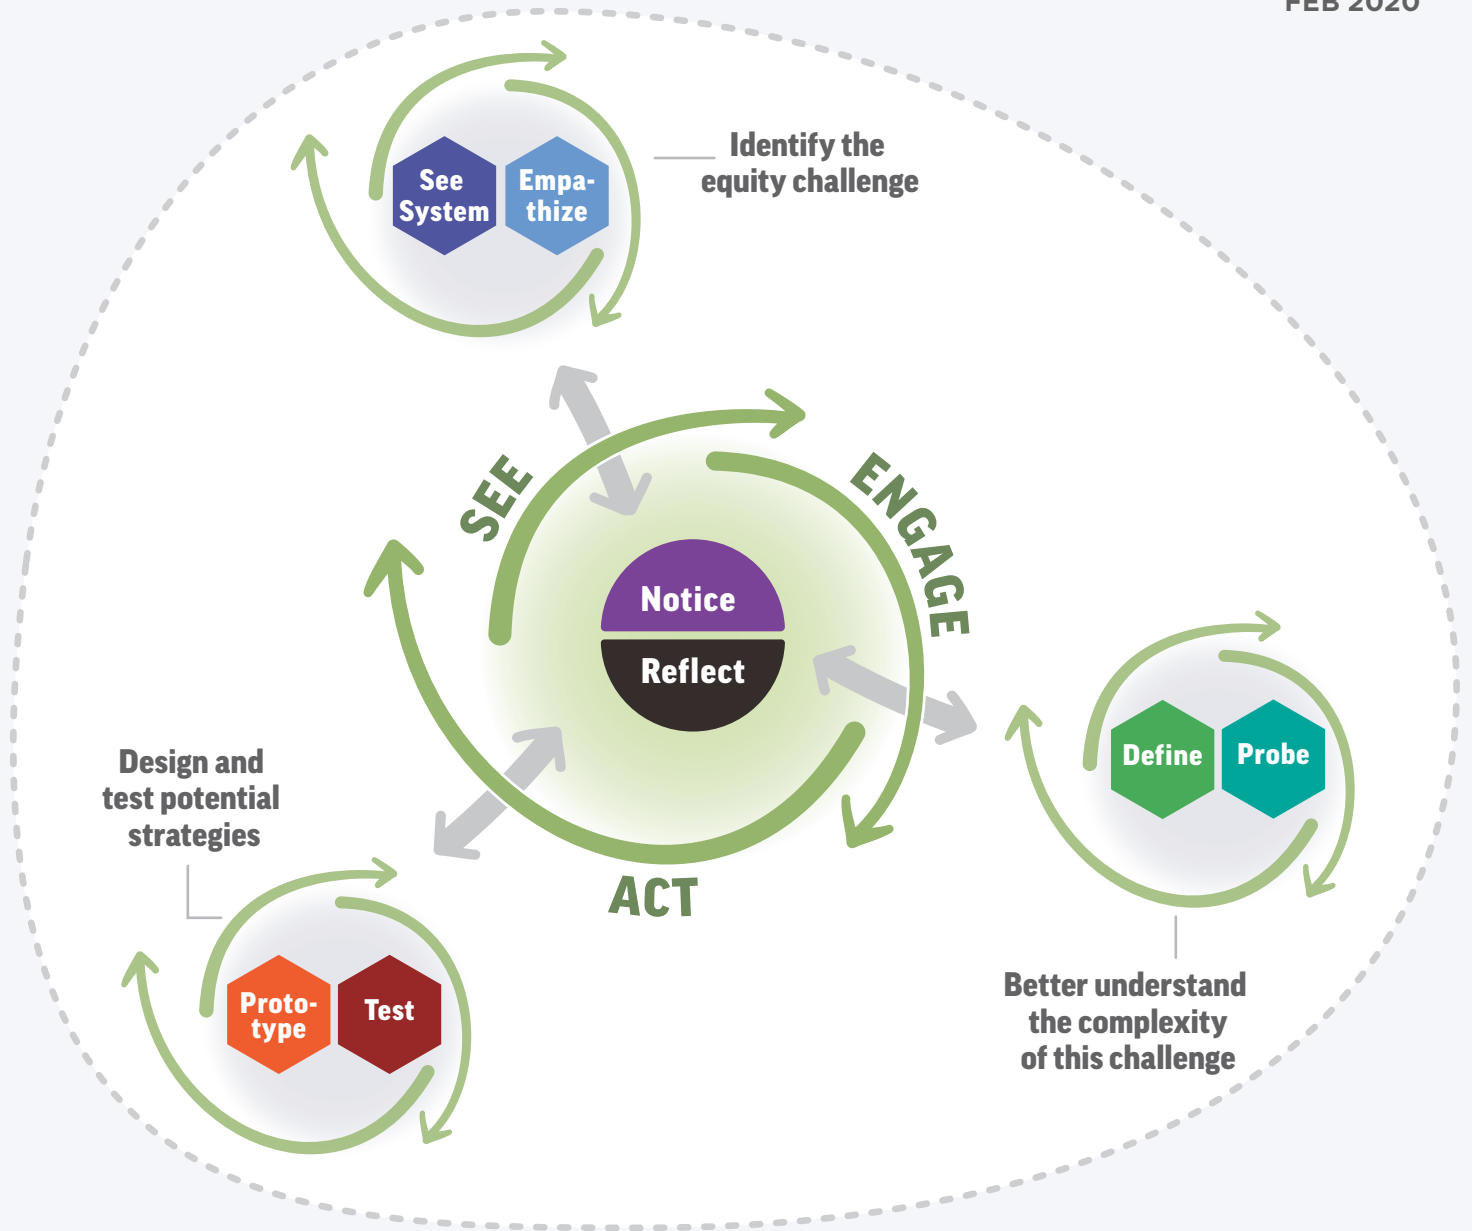 FEB 2020
See
System
Empa-
thize
Identify the
equity challenge
SEE
ENGAGE
Notice
Reflect
ACT
Define
Probe
Better understand
the complexity
of this challenge
Design and
test potential
strategies
Proto-
type
Test